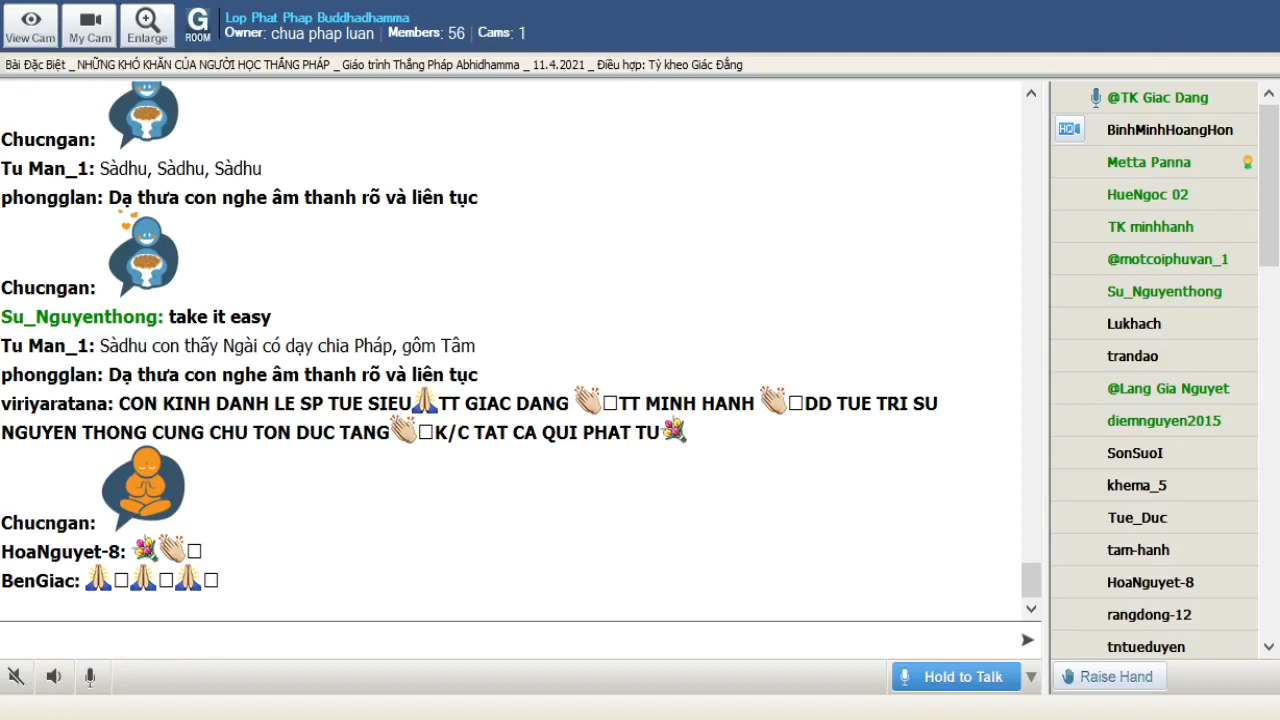 Lop Phat Phap Buddhadhamma
View Cam My Cam Enlarge G ROOM Owner: chua phap luan Members: 56 Cams: 1
Bài Đặc Biệt _ NHỮNG KHÓ KHĂN CỦA NGƯỜI HỌC THẮNG PHÁP _ Giáo trình Thắng Pháp Abhidhamma _ 11.4.2021 _ Điều hợp: Tỳ kheo Giác Đẳng
Chucngan:
Tu Man_1: Sàdhu, Sàdhu, Sàdhu
phongglan: Dạ thưa con nghe âm thanh rõ và liên tục
Chucngan:
Su_Nguyenthong: take it easy
Tu Man_1: Sàdhu con thấy Ngài có dạy chia Pháp, gôm Tâm
phongglan: Dạ thưa con nghe âm thanh rõ và liên tục
viriyaratana: CON KINH DANH LE SP TUE SIEU🙏TT GIAC DANG 👏□TT MINH HANH 👏□DD TUE TRI SU
NGUYEN THONG CUNG CHU TON DUC TANG👏□K/C TAT CA QUI PHAT TU💐
Chucngan:
HoaNguyet-8: 💐👏□
BenGiac: 🙏□🙏□🙏□
@TK Giac Dang
HQ BinhMinhHoangHon
Metta Panna
HueNgoc 02
TK minhhanh
@motcoiphuvan_1
Su_Nguyenthong
Lukhach
trandao
@Lang Gia Nguyet
diemnguyen2015
SonSuoI
khema_5
Tue_Duc
tam-hanh
HoaNguyet-8
rangdong-12
tntueduyen
Hold to Talk
Raise Hand